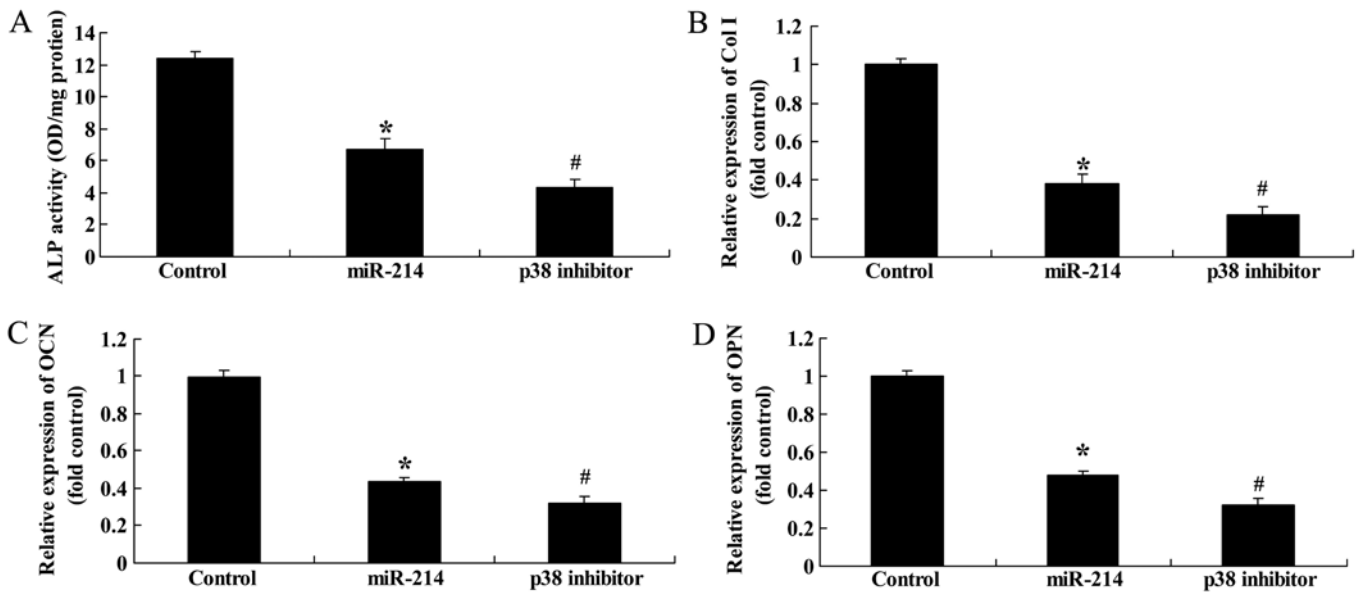 A
ALP activity (OD/mg protien)
14
12
10
8
6
4
2
0
*
#
Control
miR-214
p38 inhibitor
B
Relative expression of Col I
(fold control)
1.2
1
0.8
0.6
0.4
0.2
0
*
#
Control
miR-214
p38 inhibitor
C
Relative expression of OCN
(fold control)
1.2
1
0.8
0.6
0.4
0.2
0
*
#
Control
miR-214
p38 inhibitor
D
Relative expression of OPN
(fold control)
1.2
1
0.8
0.6
0.4
0.2
0
*
#
Control
miR-214
p38 inhibitor